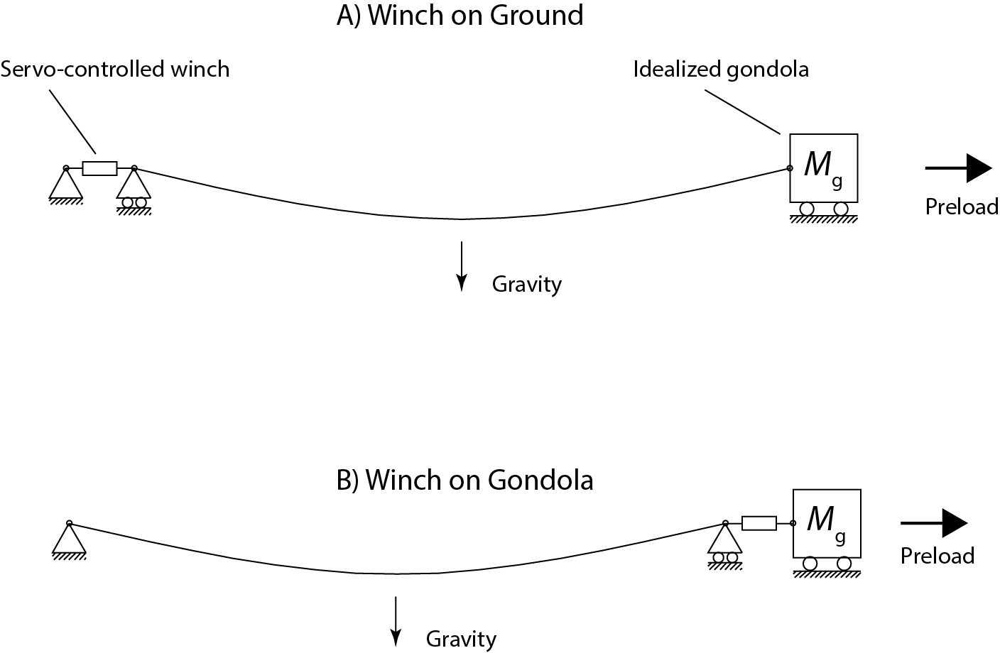 A) Winch on Ground
Servo-controlled winch
Idealized gondola
Mg
Preload
Gravity
B) Winch on Gondola
Mg
Preload
Gravity